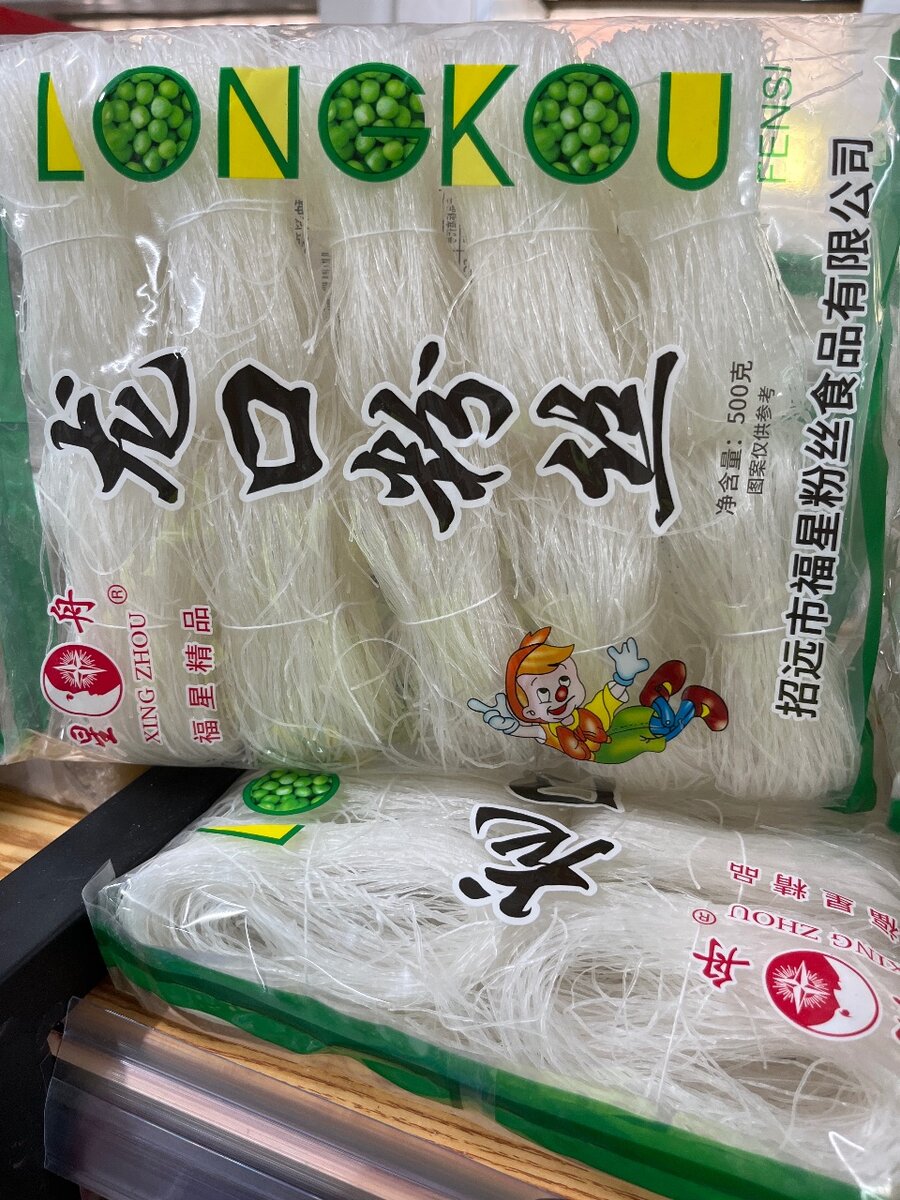 LONGKOU
FENSI
龙口粉丝
净含量：500克
图案仅供参考
招远市福星粉丝食品有限公司
星舟®
XING ZHOU
福星精品
L
龙口
舟®
XING ZHOU
福星精品